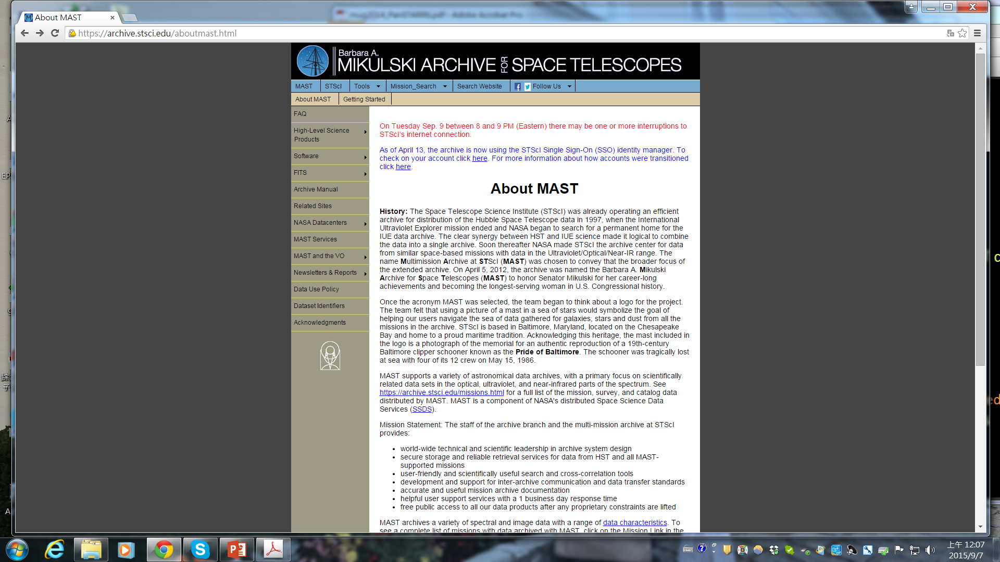 About MAST
https://archive.stsci.edu/aboutmast.html
Barbara A.
MIKULSKI ARCHIVE FOR SPACE TELESCOPES
MAST STScI Tools Mission_Search Search Website Follow Us
About MAST Getting Started
FAQ
High-Level Science
Products
Software
FITS
Archive Manual
Related Sites
NASA Datacenters
MAST Services
MAST and the VO
Newsletters & Reports
Data Use Policy
Dataset Identifiers
Acknowledgments
On Tuesday Sep. 9 between 8 and 9 PM (Eastern) there may be one or more interruptions to
STScI's internet connection.
As of April 13, the archive is now using the STScI Single Sign-On (SSO) identity manager. To
check on your account click here. For more information about how accounts were transitioned
click here.
About MAST
History: The Space Telescope Science Institute (STScI) was already operating an efficient
archive for distribution of the Hubble Space Telescope data in 1997, when the International
Ultraviolet Explorer mission ended and NASA began to search for a permanent home for the
IUE data archive. The clear synergy between HST and IUE science made it logical to combine
the data into a single archive. Soon thereafter NASA made STScI the archive center for data
from similar space-based missions with data in the Ultraviolet/Optical/Near-IR range. The
name Multimission Archive at STScI (MAST) was chosen to convey that the broader focus of
the extended archive. On April 5, 2012, the archive was named the Barbara A. Mikulski
Archive for Space Telescopes (MAST) to honor Senator Mikulski for her career-long
achievements and becoming the longest-serving woman in U.S. Congressional history.
Once the acronym MAST was selected, the team began to think about a logo for the project.
The team felt that using a picture of a mast in a sea of stars would symbolize the goal of
helping our users navigate the sea of data gathered for galaxies, stars and dust from all the
missions in the archive. STScI is based in Baltimore, Maryland, located on the Chesapeake
Bay and home to a proud maritime tradition. Acknowledging this heritage, the mast included in
the logo is a photograph of the memorial for an authentic reproduction of a 19th-century
Baltimore clipper schooner known as the Pride of Baltimore. The schooner was tragically lost
at sea with four of its 12 crew on May 15, 1986.
MAST supports a variety of astronomical data archives, with a primary focus on scientifically
related data sets in the optical, ultraviolet, and near-infrared parts of the spectrum. See
https://archive.stsci.edu/missions.html for a full list of the mission, survey, and catalog data
distributed by MAST. MAST is a component of NASA's distributed Space Science Data
Services (SSDS).
Mission Statement: The staff of the archive branch and the multi-mission archive at STScI
provides:
• world-wide technical and scientific leadership in archive system design
• secure storage and reliable retrieval services for data from HST and all MAST-
supported missions
• user-friendly and scientifically useful search and cross-correlation tools
• development and support for inter-archive communication and data transfer standards
• accurate and useful mission archive documentation
• helpful user support services with a 1 business day response time
• free public access to all our data products after any proprietary constraints are lifted
MAST archives a variety of spectral and image data with a range of data characteristics. To
see a complete list of missions with data archived with MAST, click on the Mission Link in the
上午 12:07
2015/9/7